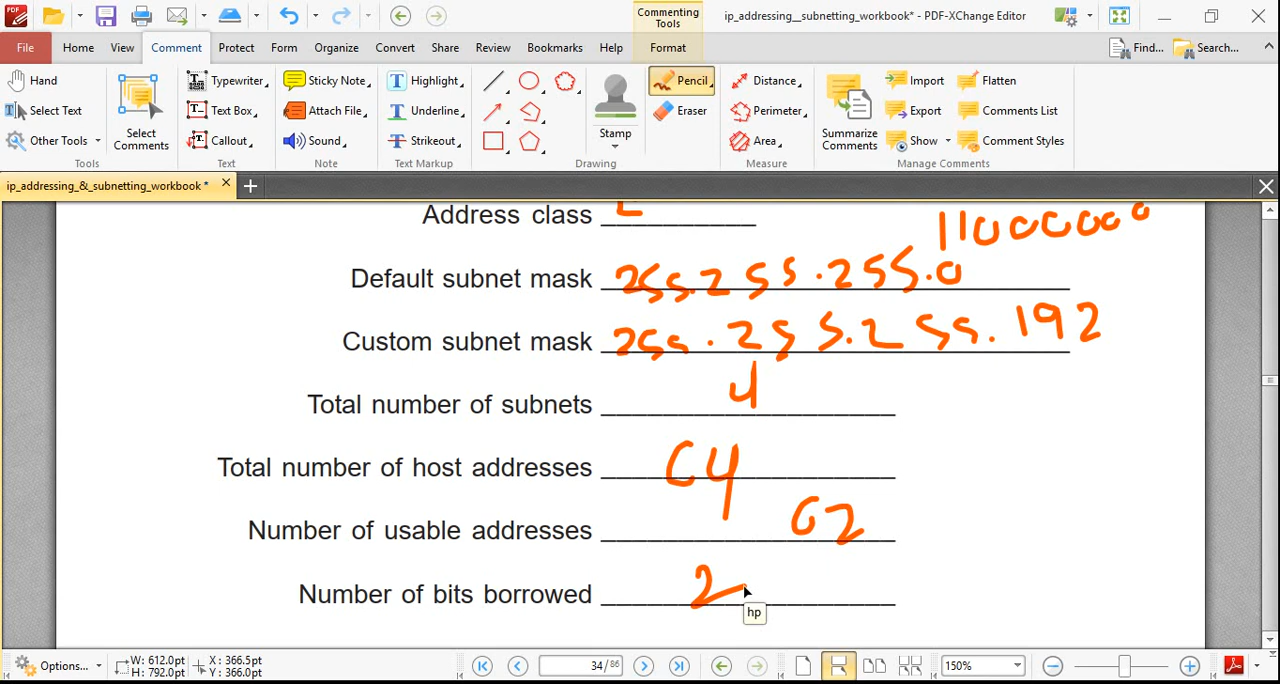 Commenting Tools
ip_addressing__subnetting_workbook* - PDF-XChange Editor
File Home View Comment Protect Form Organize Convert Share Review Bookmarks Help Format Find... Search...
Hand Typewriter Sticky Note Highlight Pencil Distance Import Flatten
Select Text Text Box Attach File Underline Eraser Perimeter Export Comments List
Other Tools Select Comments Callout Sound Strikeout Stamp Area Summarize Comments Show Comment Styles
Tools Text Note Text Markup Drawing Measure Manage Comments
ip_addressing_&_subnetting_workbook *
Address class
11000000
Default subnet mask 255.255.255.0
Custom subnet mask 255.255.255.192
Total number of subnets 4
Total number of host addresses 64
Number of usable addresses 62
Number of bits borrowed 2
hp
Options... W: 612.0pt H: 792.0pt X: 366.5pt Y: 366.0pt 34 / 86 150%